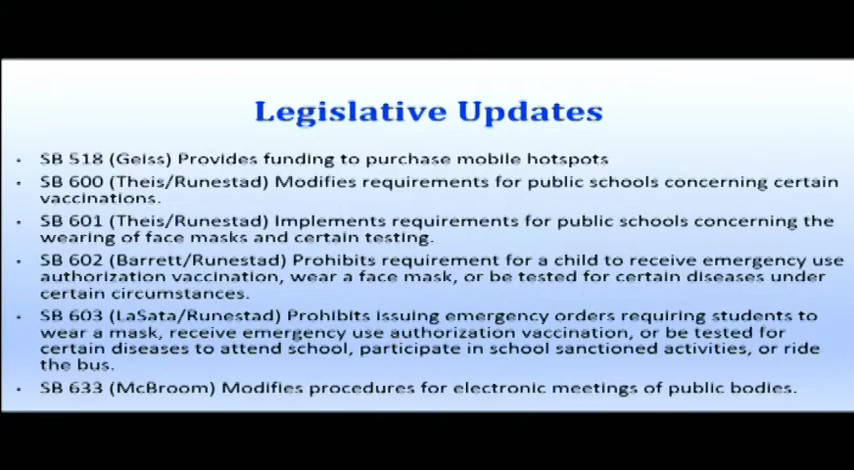 Legislative Updates
• SB 518 (Geiss) Provides funding to purchase mobile hotspots
• SB 600 (Theis/Runestad) Modifies requirements for public schools concerning certain
vaccinations.
• SB 601 (Theis/Runestad) Implements requirements for public schools concerning the
wearing of face masks and certain testing.
• SB 602 (Barrett/Runestad) Prohibits requirement for a child to receive emergency use
authorization vaccination, wear a face mask, or be tested for certain diseases under
certain circumstances.
• SB 603 (LaSata/Runestad) Prohibits issuing emergency orders requiring students to
wear a mask, receive emergency use authorization vaccination, or be tested for
certain diseases to attend school, participate in school sanctioned activities, or ride
the bus.
• SB 633 (McBroom) Modifies procedures for electronic meetings of public bodies.